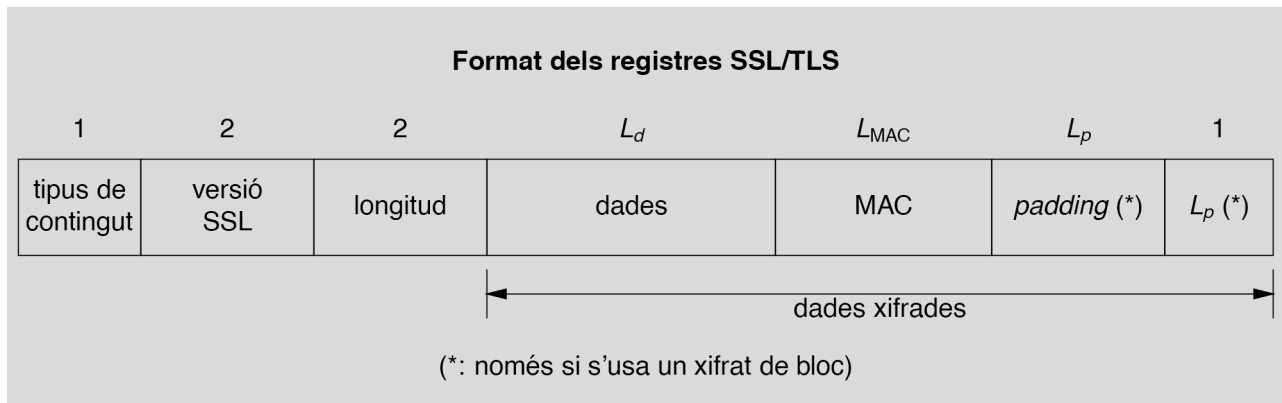 Format dels registres SSL/TLS
1 2 2 L_d L_MAC L_p 1
tipus de contingut versió SSL longitud dades MAC padding (*) L_p (*)
dades xifrades
(*: només si s'usa un xifrat de bloc)